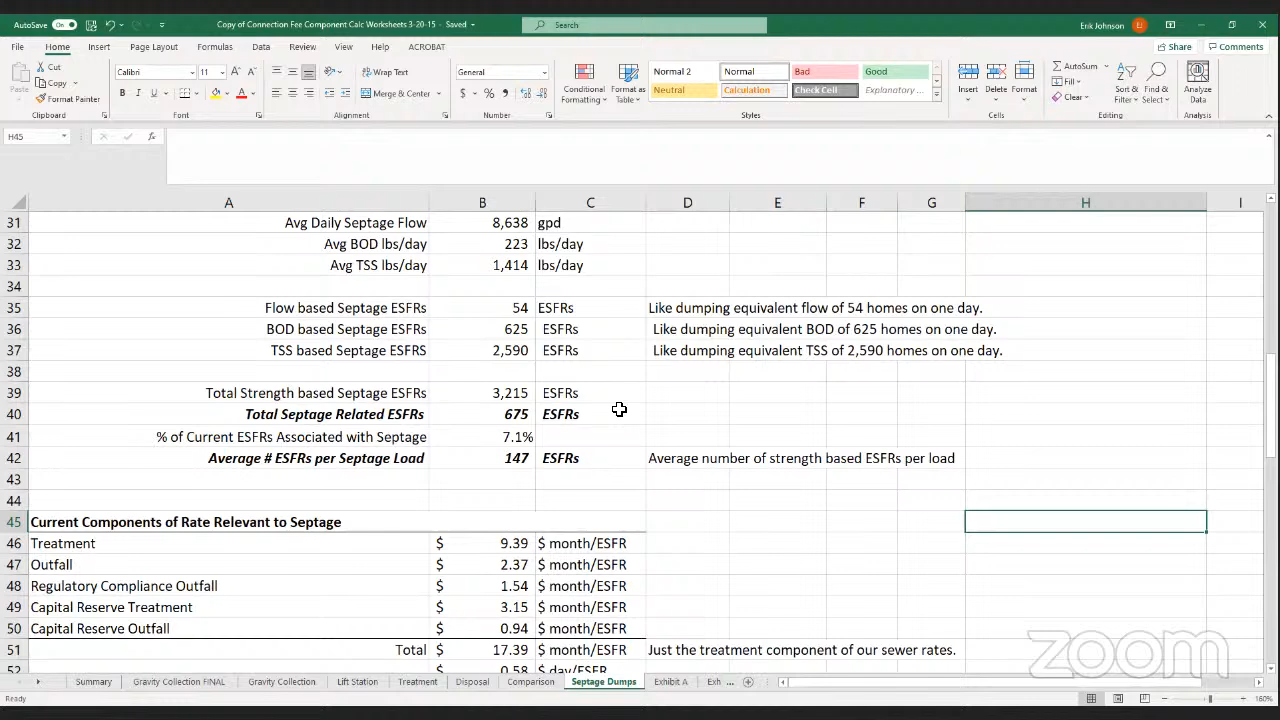 AutoSave On Copy of Connection Fee Component Calc Worksheets 3-20-15 - Saved Search Erik Johnson EJ
File Home Insert Page Layout Formulas Data Review View Help ACROBAT Share Comments
Cut
Copy
Format Painter
Paste
Calibri 11
B I U
Wrap Text
Merge & Center
General
$ % ,
Conditional Formatting
Format as Table
Normal 2 Normal Bad Good
Neutral Calculation Check Cell Explanatory ...
Insert Delete Format
AutoSum
Fill
Clear
Sort & Filter
Find & Select
Analyze Data
Clipboard Font Alignment Number Styles Cells Editing Analysis
H45 fx
A B C D E F G H I
31 Avg Daily Septage Flow 8,638 gpd
32 Avg BOD lbs/day 223 lbs/day
33 Avg TSS lbs/day 1,414 lbs/day
34
35 Flow based Septage ESFRs 54 ESFRs Like dumping equivalent flow of 54 homes on one day.
36 BOD based Septage ESFRs 625 ESFRs Like dumping equivalent BOD of 625 homes on one day.
37 TSS based Septage ESFRS 2,590 ESFRs Like dumping equivalent TSS of 2,590 homes on one day.
38
39 Total Strength based Septage ESFRs 3,215 ESFRs
40 Total Septage Related ESFRs 675 ESFRs
41 % of Current ESFRs Associated with Septage 7.1%
42 Average # ESFRs per Septage Load 147 ESFRs Average number of strength based ESFRs per load
43
44
45 Current Components of Rate Relevant to Septage
46 Treatment $ 9.39 $ month/ESFR
47 Outfall $ 2.37 $ month/ESFR
48 Regulatory Compliance Outfall $ 1.54 $ month/ESFR
49 Capital Reserve Treatment $ 3.15 $ month/ESFR
50 Capital Reserve Outfall $ 0.94 $ month/ESFR
51 Total $ 17.39 $ month/ESFR Just the treatment component of our sewer rates.
52 $ 0.58 $ day/ESFR
zoom
Summary Gravity Collection FINAL Gravity Collection Lift Station Treatment Disposal Comparison Septage Dumps Exhibit A Exh ...
Ready 160%